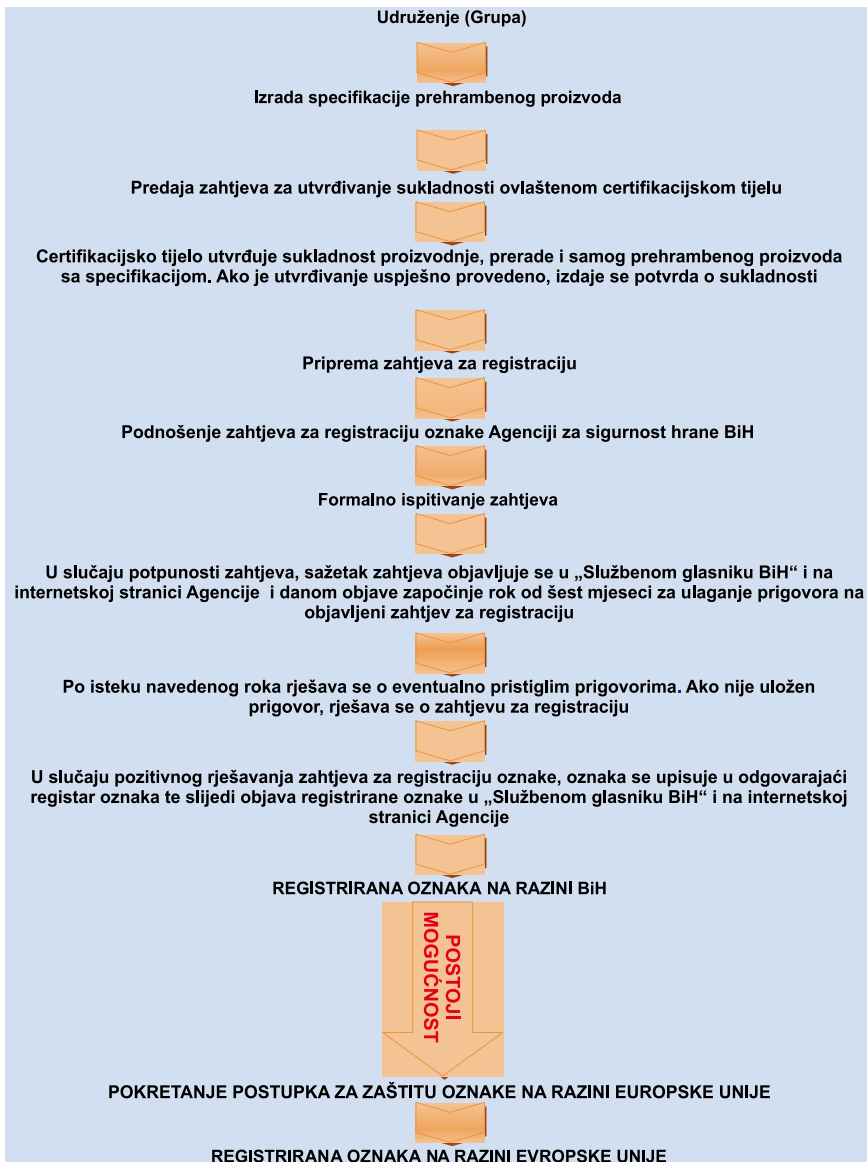 Udruženje (Grupa)
Izrada specifikacije prehrambenog proizvoda
Predaja zahtjeva za utvrđivanje sukladnosti ovlaštenom certifikacijskom tijelu
Certifikacijsko tijelo utvrđuje sukladnost proizvodnje, prerade i samog prehrambenog proizvoda
sa specifikacijom. Ako je utvrđivanje uspješno provedeno, izdaje se potvrda o sukladnosti
Priprema zahtjeva za registraciju
Podnošenje zahtjeva za registraciju oznake Agenciji za sigurnost hrane BiH
Formalno ispitivanje zahtjeva
U slučaju potpunosti zahtjeva, sažetak zahtjeva objavljuje se u „Službenom glasniku BiH“ i na
internetskoj stranici Agencije i danom objave započinje rok od šest mjeseci za ulaganje prigovora na
objavljeni zahtjev za registraciju
Po isteku navedenog roka rješava se o eventualno pristiglim prigovorima. Ako nije uložen
prigovor, rješava se o zahtjevu za registraciju
U slučaju pozitivnog rješavanja zahtjeva za registraciju oznake, oznaka se upisuje u odgovarajaći
registar oznaka te slijedi objava registrirane oznake u „Službenom glasniku BiH“ i na internetskoj
stranici Agencije
REGISTRIRANA OZNAKA NA RAZINI BiH
POSTOJI
MOGUĆNOST
POKRETANJE POSTUPKA ZA ZAŠTITU OZNAKE NA RAZINI EUROPSKE UNIJE
REGISTRIRANA OZNAKA NA RAZINI EVROPSKE UNIJE